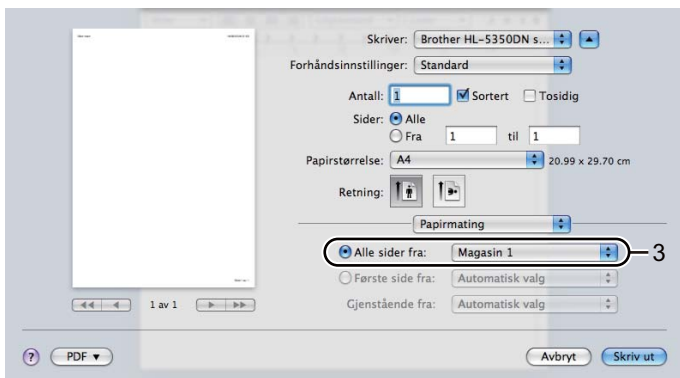 Skriver: Brother HL-5350DN s...
Forhåndsinnstillinger: Standard
Antall: 1 Sortert Tosidig
Sider: Alle
Fra 1 til 1
Papirstørrelse: A4 20.99 x 29.70 cm
Retning:
Papirmating
Alle sider fra: Magasin 1 3
Første side fra: Automatisk valg
Gjenstående fra: Automatisk valg
1 av 1
? PDF Avbryt Skriv ut